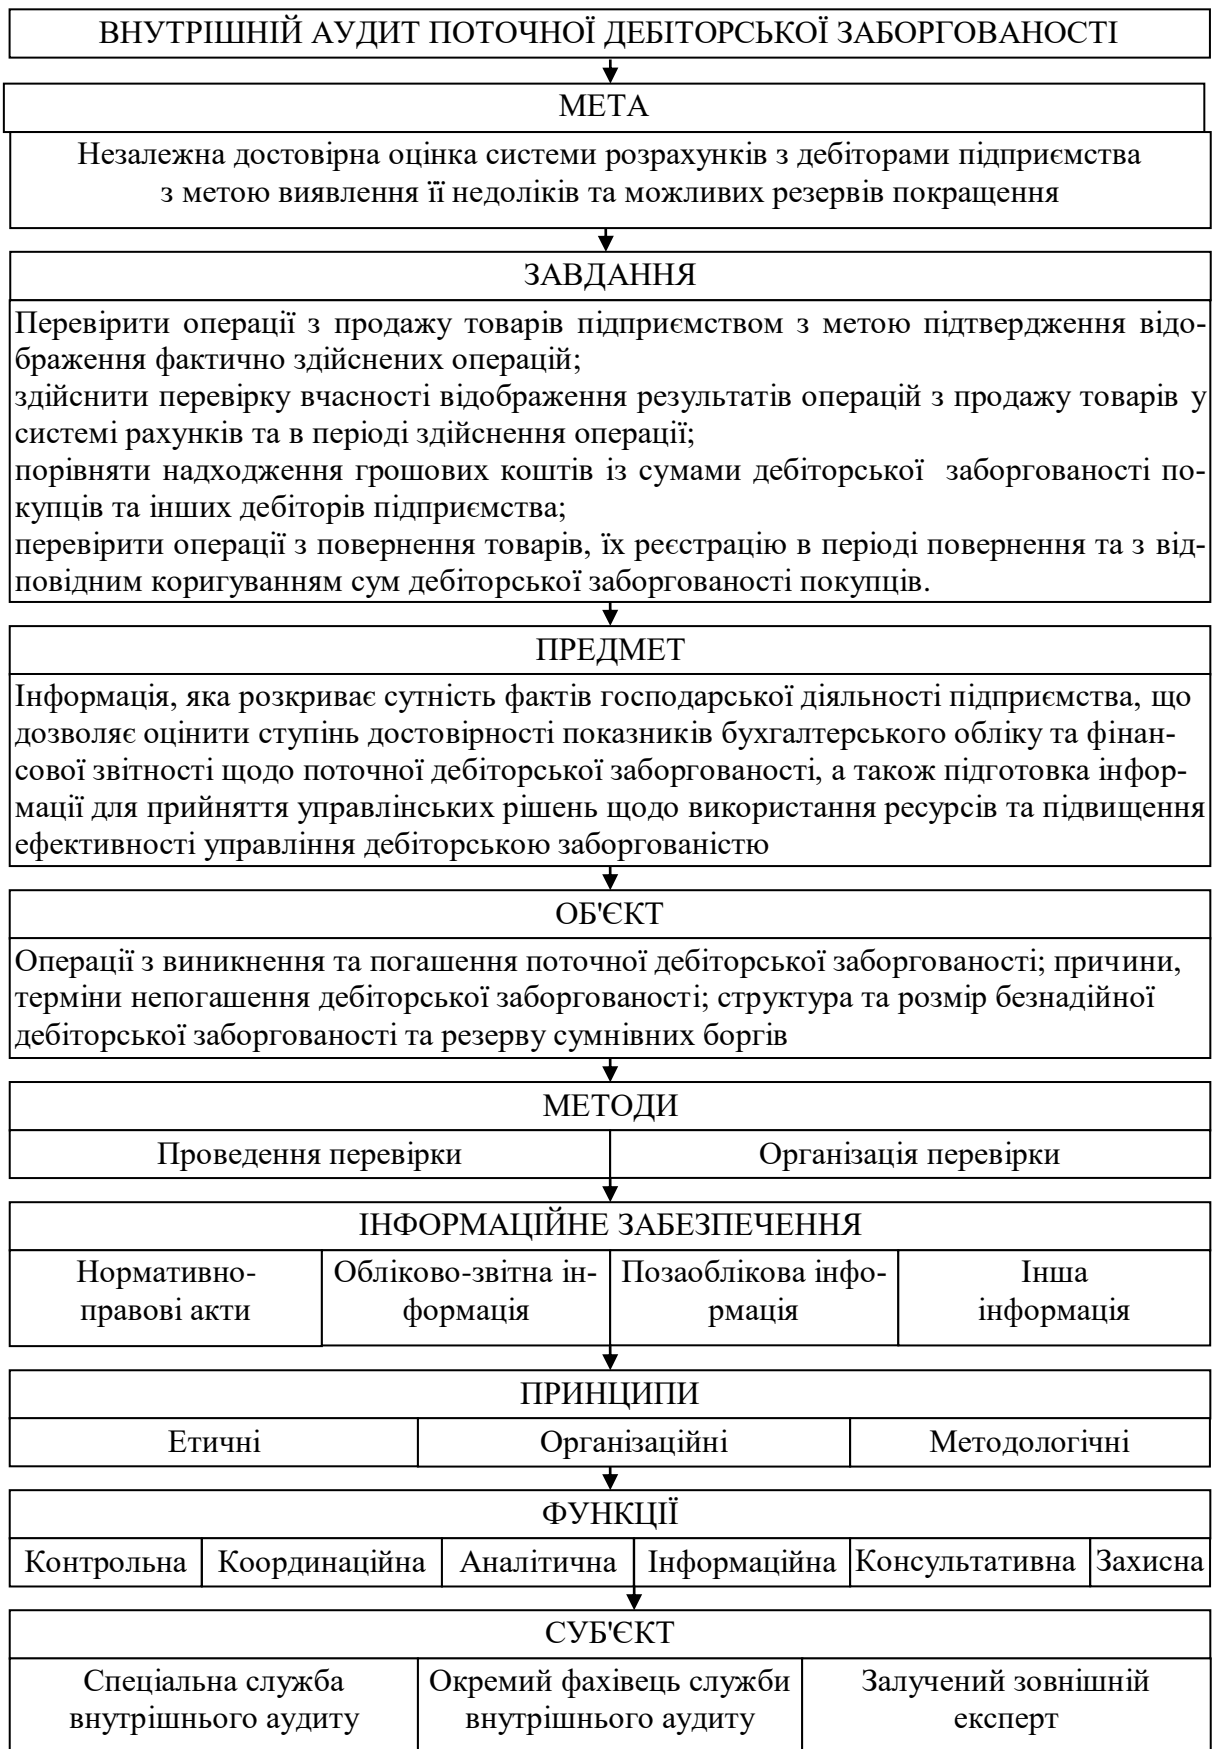 ВНУТРІШНІЙ АУДИТ ПОТОЧНОЇ ДЕБІТОРСЬКОЇ ЗАБОРГОВАНОСТІ
МЕТА
Незалежна достовірна оцінка системи розрахунків з дебіторами підприємства
з метою виявлення її недоліків та можливих резервів покращення
ЗАВДАННЯ
Перевірити операції з продажу товарів підприємством з метою підтвердження відо-
браження фактично здійснених операцій;
здійснити перевірку вчасності відображення результатів операцій з продажу товарів у
системі рахунків та в періоді здійснення операції;
порівняти надходження грошових коштів із сумами дебіторської заборгованості по-
купців та інших дебіторів підприємства;
перевірити операції з повернення товарів, їх реєстрацію в періоді повернення та з від-
повідним коригуванням сум дебіторської заборгованості покупців.
ПРЕДМЕТ
Інформація, яка розкриває сутність фактів господарської діяльності підприємства, що
дозволяє оцінити ступінь достовірності показників бухгалтерського обліку та фінан-
сової звітності щодо поточної дебіторської заборгованості, а також підготовка інфор-
мації для прийняття управлінських рішень щодо використання ресурсів та підвищення
ефективності управління дебіторською заборгованістю
ОБ'ЄКТ
Операції з виникнення та погашення поточної дебіторської заборгованості; причини,
терміни непогашення дебіторської заборгованості; структура та розмір безнадійної
дебіторської заборгованості та резерву сумнівних боргів
МЕТОДИ
Проведення перевірки
Організація перевірки
ІНФОРМАЦІЙНЕ ЗАБЕЗПЕЧЕННЯ
Нормативно-
правові акти
Обліково-звітна ін-
формація
Позаоблікова інфо-
рмація
Інша
інформація
ПРИНЦИПИ
Етичні
Організаційні
Методологічні
ФУНКЦІЇ
Контрольна
Координаційна
Аналітична
Інформаційна
Консультативна
Захисна
СУБ'ЄКТ
Спеціальна служба
внутрішнього аудиту
Окремий фахівець служби
внутрішнього аудиту
Залучений зовнішній
експерт